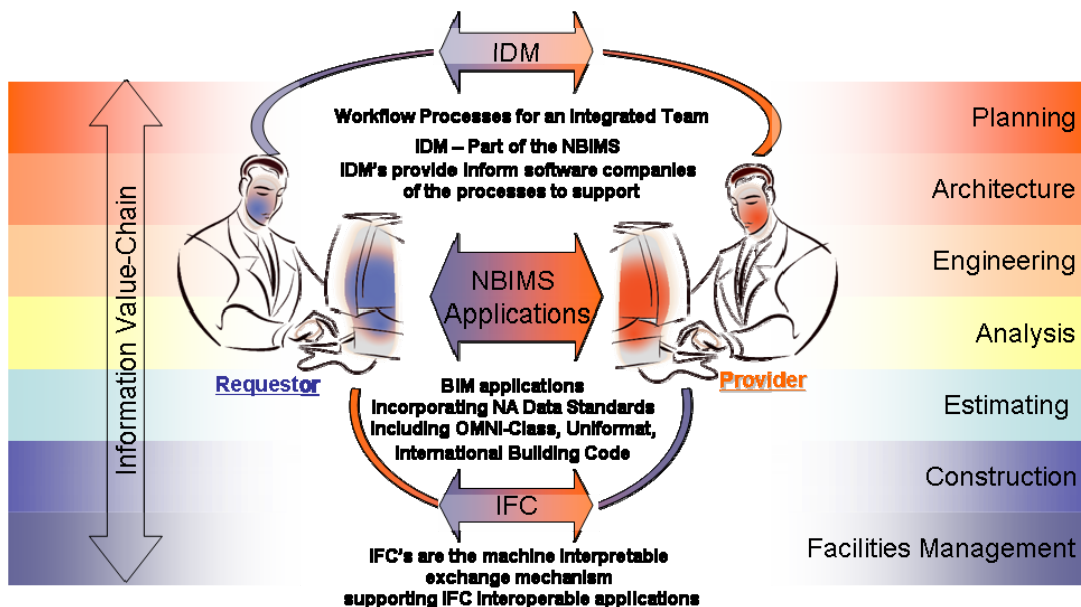 IDM
Workflow Processes for an Integrated Team
IDM – Part of the NBIMS
IDM's provide Inform software companies
of the processes to support
Information Value-Chain
NBIMS
Applications
Requestor
Provider
BIM applications
Incorporating NA Data Standards
Including OMNI-Class, Uniformat,
International Building Code
IFC
IFC's are the machine interpretable
exchange mechanism
supporting IFC interoperable applications
Planning
Architecture
Engineering
Analysis
Estimating
Construction
Facilities Management